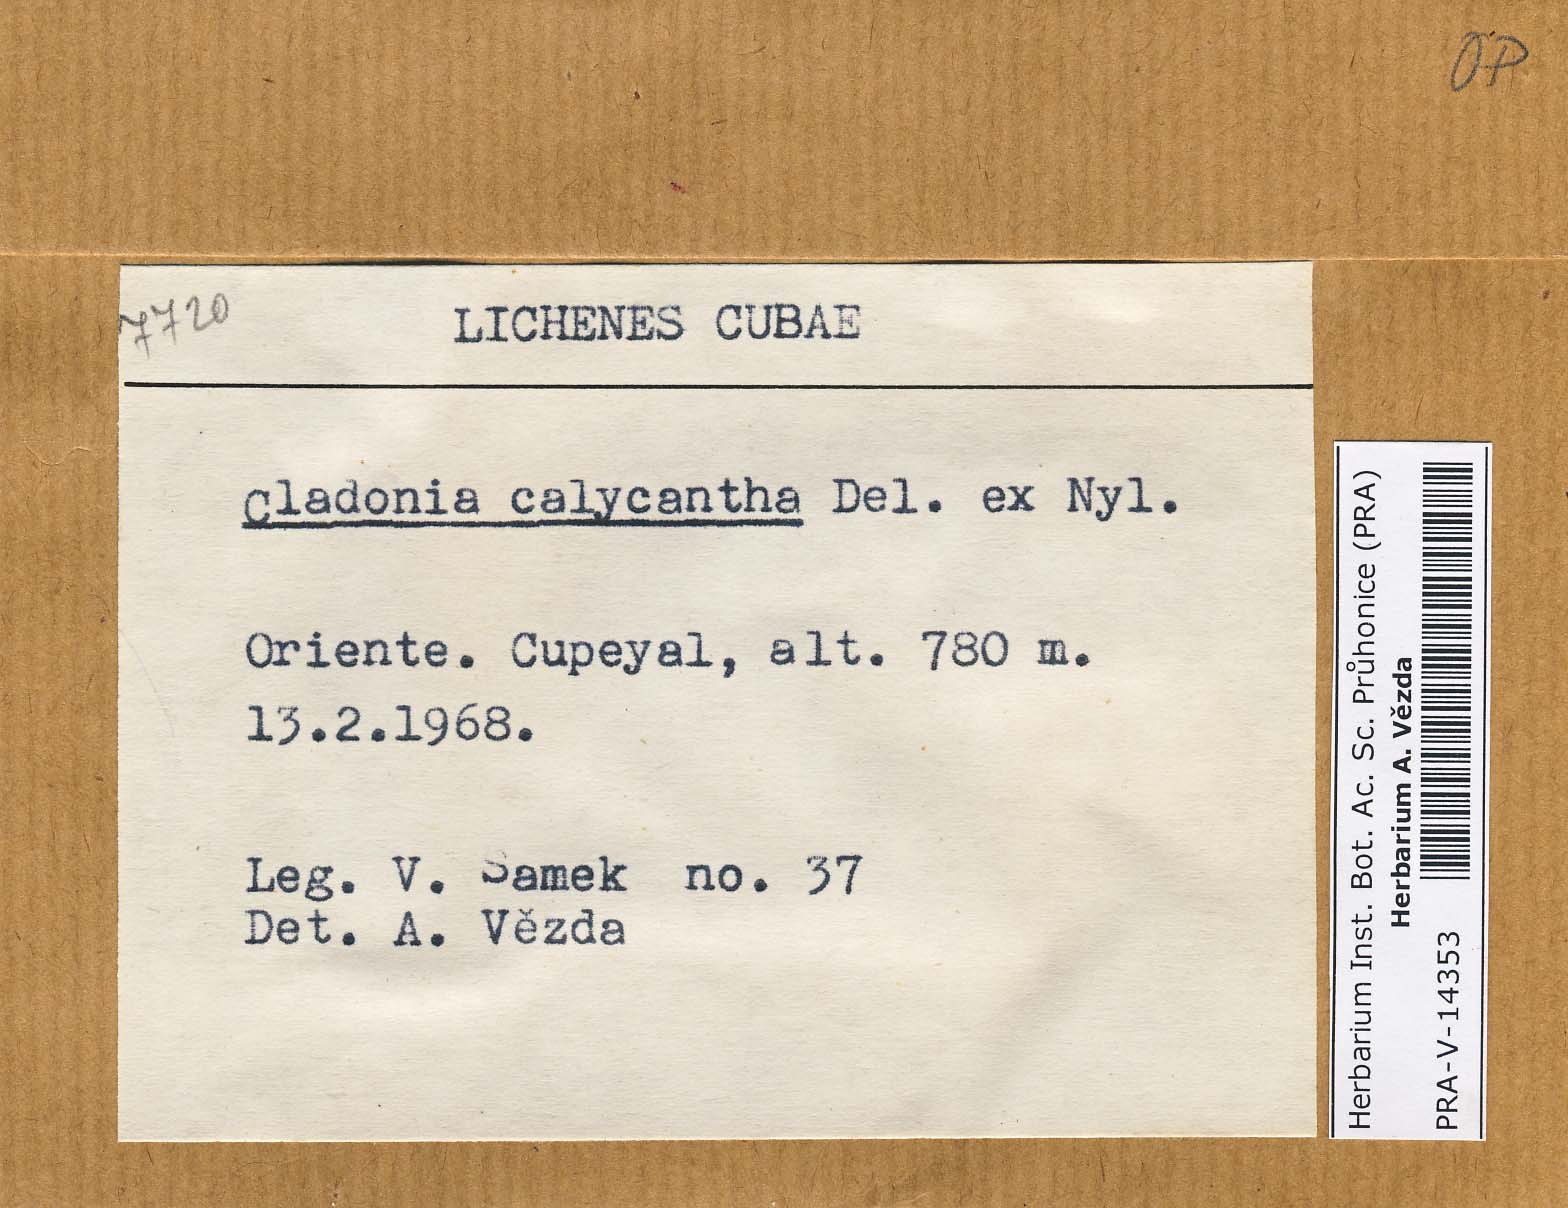 OP
7720
LICHENES CUBAE
Cladonia calycantha Del. ex Nyl.
Oriente. Cupeyal, alt. 780 m.
13.2.1968.
Leg. V. Samek no. 37
Det. A. Vězda
Herbarium Inst. Bot. Ac. Sc. Průhonice (PRA)
Herbarium A. Vězda
PRA-V-14353